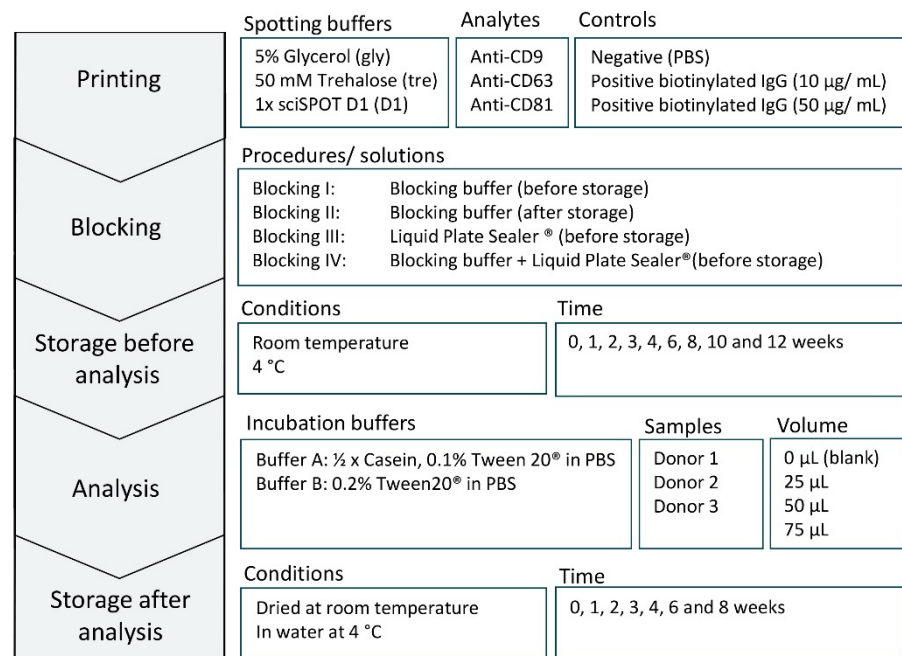 Printing
Spotting buffers
5% Glycerol (gly)
50 mM Trehalose (tre)
1x sciSPOT D1 (D1)
Analytes
Anti-CD9
Anti-CD63
Anti-CD81
Controls
Negative (PBS)
Positive biotinylated IgG (10 µg/ mL)
Positive biotinylated IgG (50 µg/ mL)
Blocking
Procedures/ solutions
Blocking I: Blocking buffer (before storage)
Blocking II: Blocking buffer (after storage)
Blocking III: Liquid Plate Sealer ® (before storage)
Blocking IV: Blocking buffer + Liquid Plate Sealer®(before storage)
Storage before
analysis
Conditions
Room temperature
4 °C
Time
0, 1, 2, 3, 4, 6, 8, 10 and 12 weeks
Analysis
Incubation buffers
Buffer A: ½ x Casein, 0.1% Tween 20® in PBS
Buffer B: 0.2% Tween20® in PBS
Samples
Donor 1
Donor 2
Donor 3
Volume
0 µL (blank)
25 µL
50 µL
75 µL
Storage after
analysis
Conditions
Dried at room temperature
In water at 4 °C
Time
0, 1, 2, 3, 4, 6 and 8 weeks